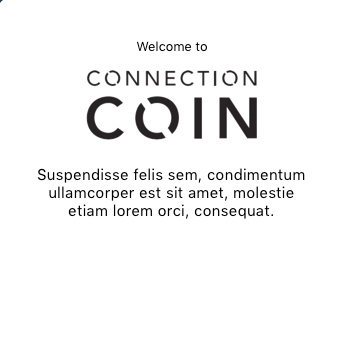 Welcome to
CONNECTION
COIN
Suspendisse felis sem, condimentum
ullamcorper est sit amet, molestie
etiam lorem orci, consequat.